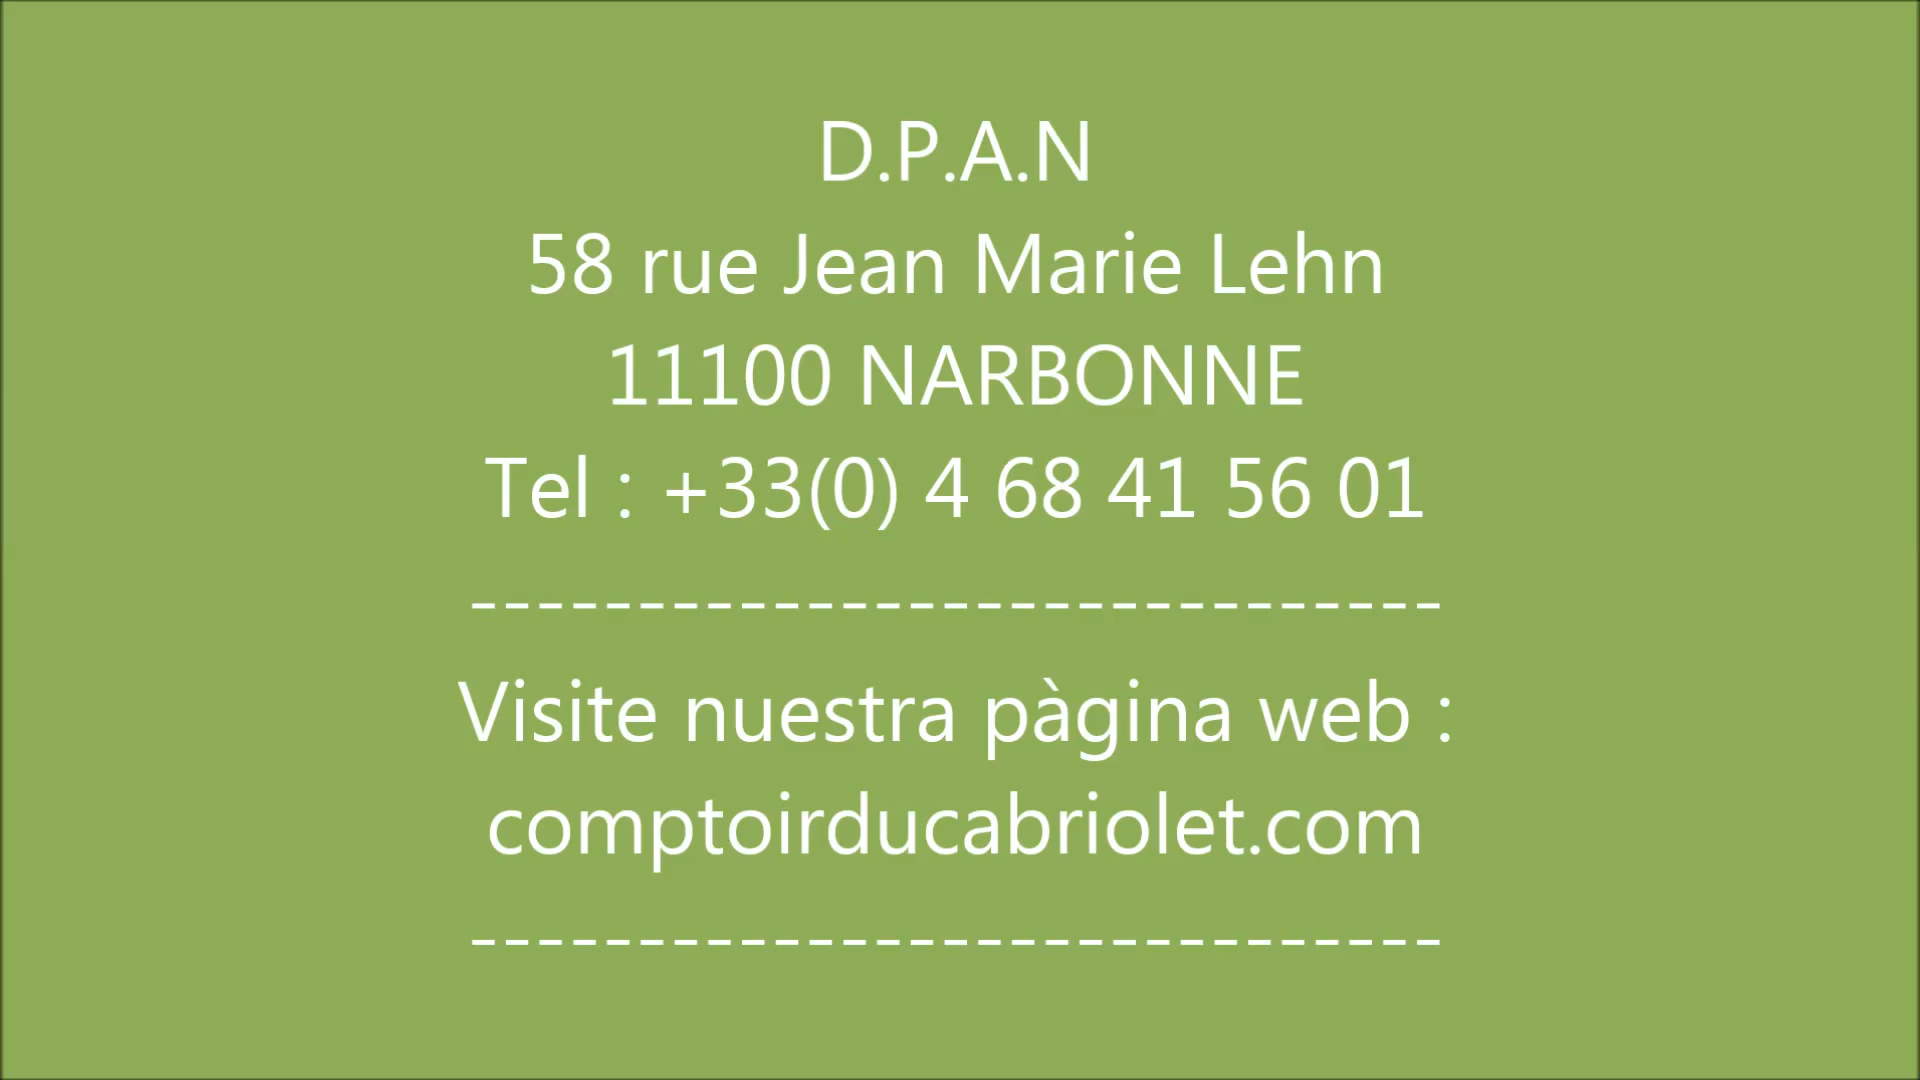 D.P.A.N
58 rue Jean Marie Lehn
11100 NARBONNE
Tel : +33(0) 4 68 41 56 01
-----------------------------
Visite nuestra pàgina web :
comptoirducabriolet.com
-----------------------------